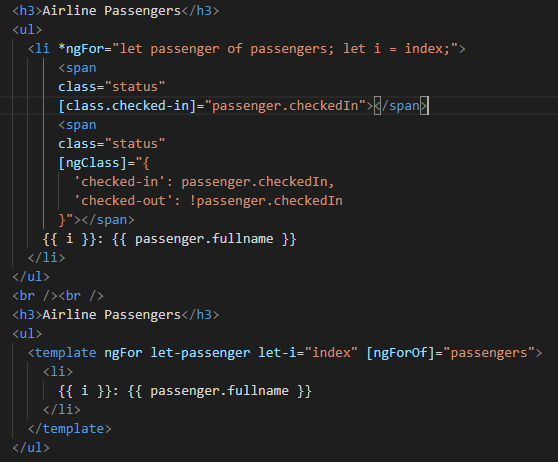 <h3>Airline Passengers</h3>
<ul>
<li *ngFor="let passenger of passengers; let i = index;">
<span
class="status"
[class.checked-in]="passenger.checkedIn"></span>
<span
class="status"
[ngClass]="{
'checked-in': passenger.checkedIn,
'checked-out': !passenger.checkedIn
}"></span>
{{ i }}: {{ passenger.fullname }}
</li>
</ul>
<br /><br />
<h3>Airline Passengers</h3>
<ul>
<template ngFor let-passenger let-i="index" [ngForOf]="passengers">
<li>
{{ i }}: {{ passenger.fullname }}
</li>
</template>
</ul>